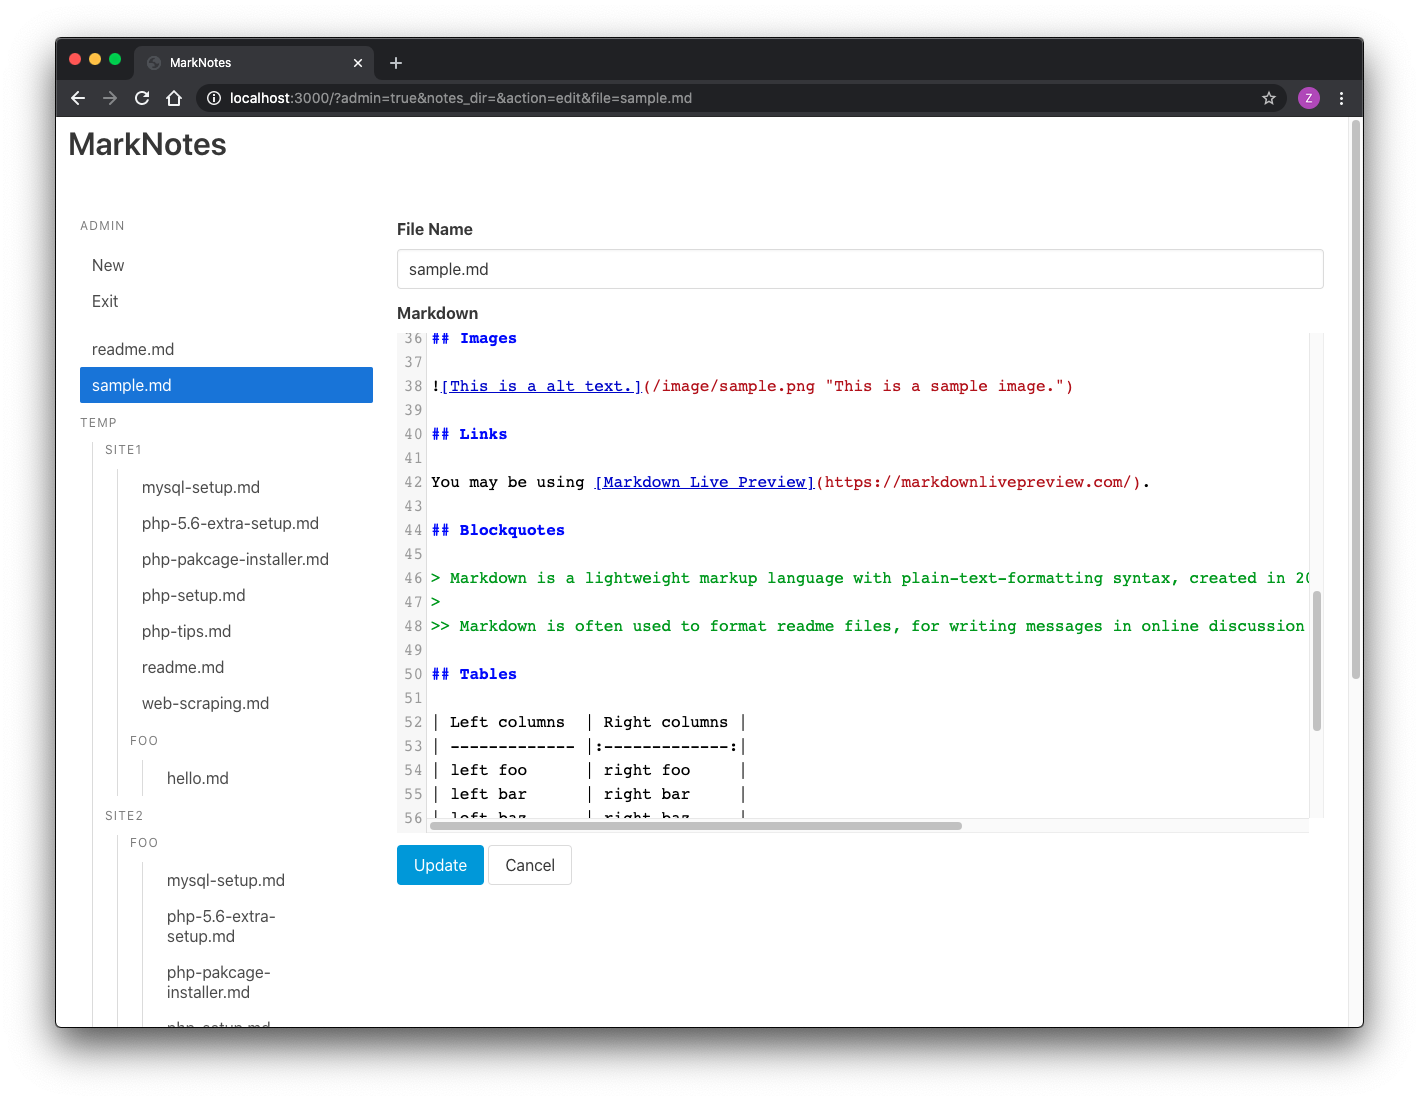 MarkNotes
localhost:3000/?admin=true&notes_dir=&action=edit&file=sample.md
Z
MarkNotes
ADMIN
New
Exit
readme.md
sample.md
TEMP
SITE1
mysql-setup.md
php-5.6-extra-setup.md
php-pakcage-installer.md
php-setup.md
php-tips.md
readme.md
web-scraping.md
FOO
hello.md
SITE2
FOO
mysql-setup.md
php-5.6-extra-
setup.md
php-pakcage-
installer.md
php-setup.md
File Name
sample.md
Markdown
36 ## Images
37
38 ![This is a alt text.](/image/sample.png "This is a sample image.")
39
40 ## Links
41
42 You may be using [Markdown Live Preview](https://markdownlivepreview.com/).
43
44 ## Blockquotes
45
46 > Markdown is a lightweight markup language with plain-text-formatting syntax, created in 20
47 >
48 >> Markdown is often used to format readme files, for writing messages in online discussion
49
50 ## Tables
51
52 | Left columns  | Right columns |
53 | ------------- |:-------------:|
54 | left foo      | right foo     |
55 | left bar      | right bar     |
56 | left baz      | right baz     |
Update
Cancel